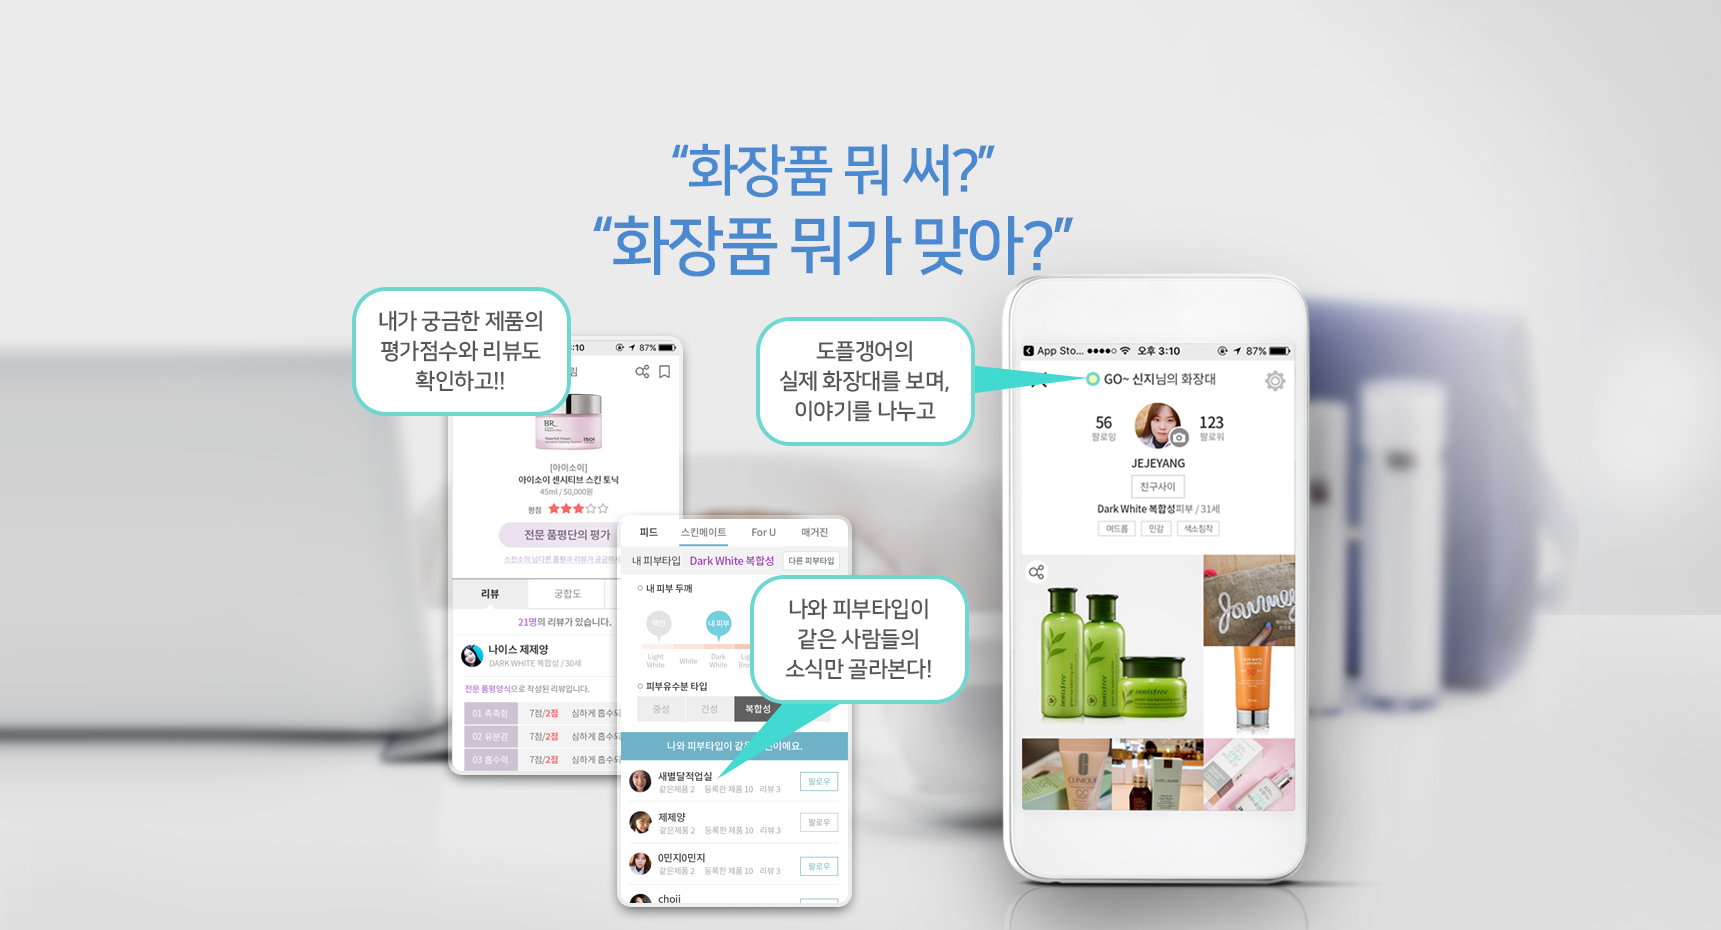 “화장품 뭐 써?”
“화장품 뭐가 맞아?”
내가 궁금한 제품의
평가점수와 리뷰도
확인하고!!
:10 87%
BR_
isoi
[아이소이]
아이소이 센시티브 스킨 토닉
45ml / 50,000원
평점
전문 품평단의 평가
리뷰 궁합도
21명의 리뷰가 있습니다.
나이스 제제양
DARK WHITE 복합성 / 30세
전문 품평양식으로 작성된 리뷰입니다.
01 촉촉함 7점/2점 심하게 흡수되
02 유분감 7점/2점 심하게 흡수되
03 흡수력 7점/2점 심하게 흡수되
피드 스킨메이트 For U 매거진
내 피부타입 Dark White 복합성 다른 피부타입
내 피부 두께
백인 내 피부
Light White White Dark White
피부유수분 타입
중성 건성 복합성
나와 피부타입이 같은 이에요.
새별달적업실 팔로우
같은제품 2 등록한 제품 10 리뷰 3
제제양 팔로우
같은제품 2 등록한 제품 10 리뷰 3
0민지0민지 팔로우
같은제품 2 등록한 제품 10 리뷰 3
choii
나와 피부타입이
같은 사람들의
소식만 골라본다!
도플갱어의
실제 화장대를 보며,
이야기를 나누고
App Sto... 오후 3:10 87%
GO~ 신지님의 화장대
56 123
팔로잉 팔로워
JEJEYANG
친구사이
Dark White 복합성피부 / 31세
여드름 민감 색소침착
innisfree
innisfree
innisfree
Journey
CLINIQUE
CC